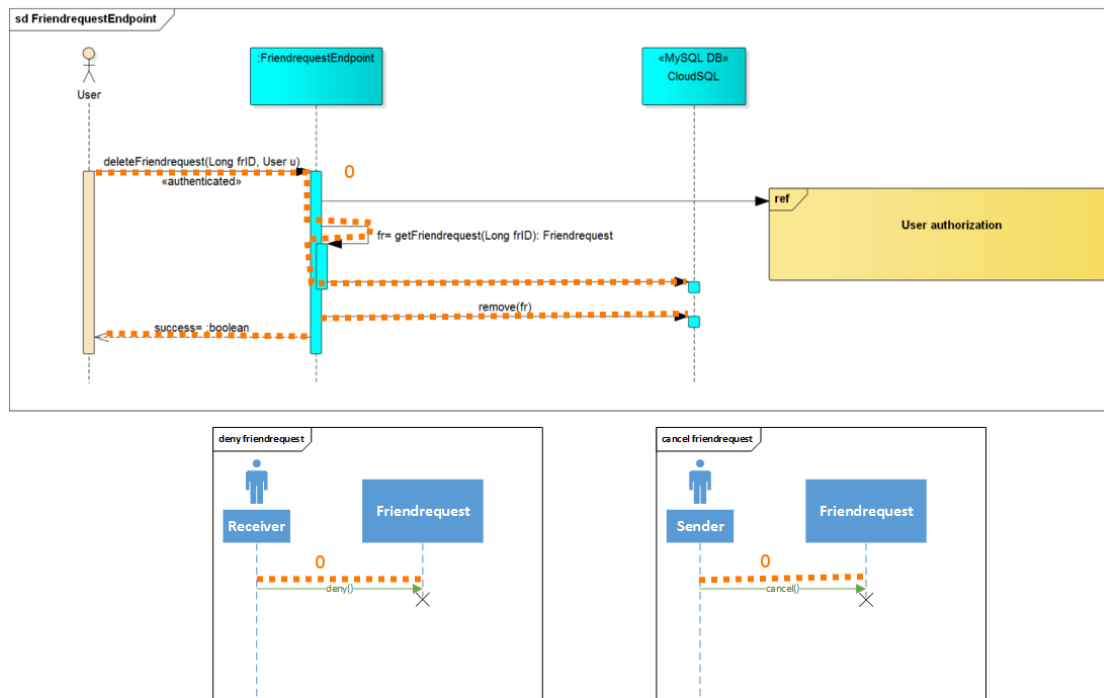 sd FriendrequestEndpoint
User
:FriendrequestEndpoint
«MySQL DB»
CloudSQL
deleteFriendrequest(Long frID, User u)
«authenticated»
0
ref
User authorization
fr= getFriendrequest(Long frID): Friendrequest
remove(fr)
success= :boolean
deny friendrequest
Receiver
Friendrequest
0
deny()
cancel friendrequest
Sender
Friendrequest
0
cancel()